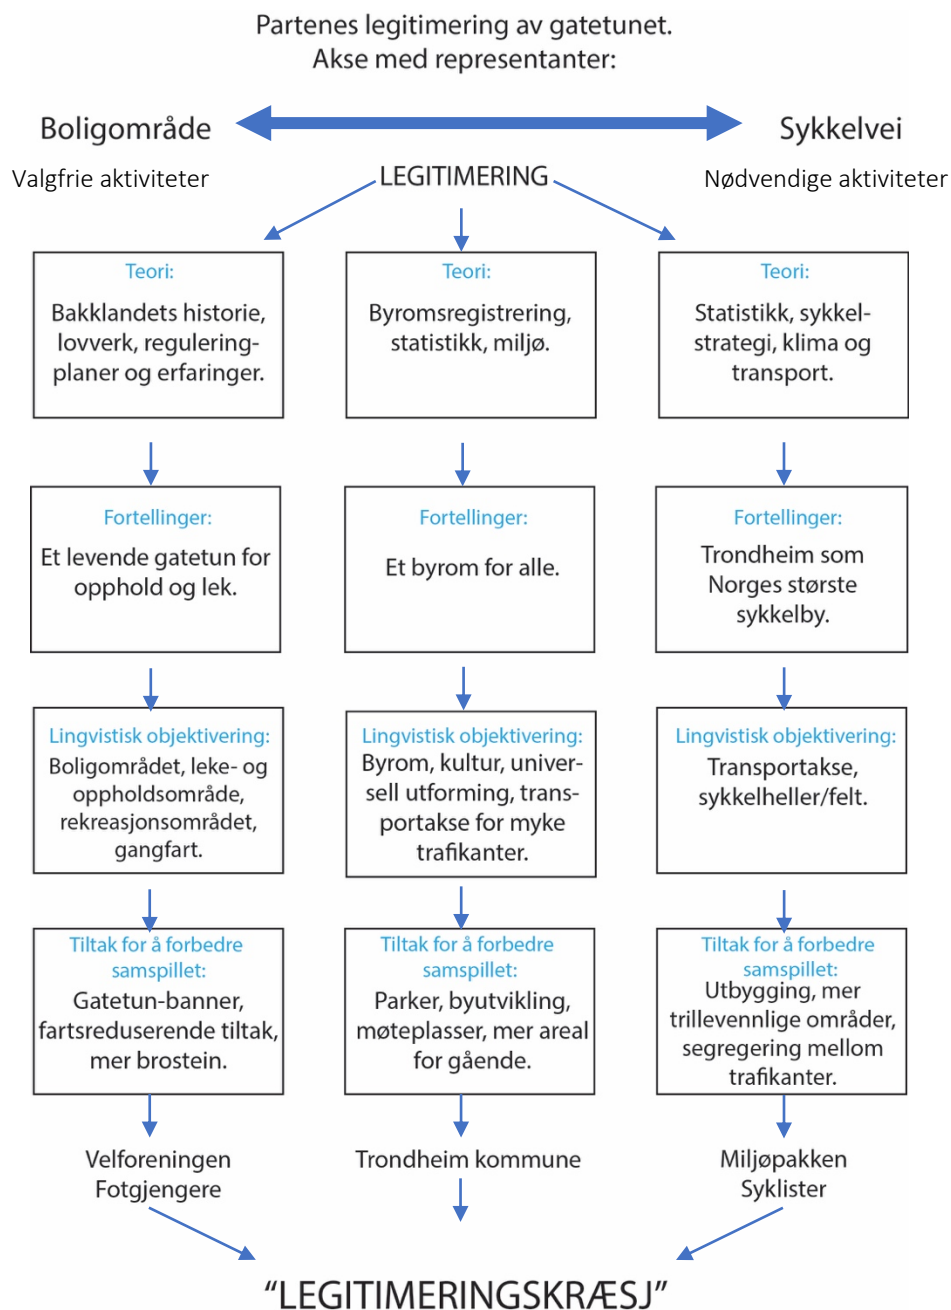 Partenes legitimering av gatetunet.
Akse med representanter:
Boligområde
Sykkelvei
Valgfrie aktiviteter
LEGITIMERING
Nødvendige aktiviteter
Teori:
Bakklandets historie,
lovverk, regulering-
planer og erfaringer.
Teori:
Byromsregistrering,
statistikk, miljø.
Teori:
Statistikk, sykkel-
strategi, klima og
transport.
Fortellinger:
Et levende gatetun for
opphold og lek.
Fortellinger:
Et byrom for alle.
Fortellinger:
Trondheim som
Norges største
sykkelby.
Lingvistisk objektivering:
Boligområdet, leke- og
oppholdsområde,
rekreasjonsområdet,
gangfart.
Lingvistisk objektivering:
Byrom, kultur, univer-
sell utforming, trans-
portakse for myke
trafikanter.
Lingvistisk objektivering:
Transportakse,
sykkelheller/felt.
Tiltak for å forbedre
samspillet:
Gatetun-banner,
fartsreduserende tiltak,
mer brostein.
Tiltak for å forbedre
samspillet:
Parker, byutvikling,
møteplasser, mer areal
for gående.
Tiltak for å forbedre
samspillet:
Utbygging, mer
trillevennlige områder,
segregering mellom
trafikanter.
Velforeningen
Fotgjengere
Trondheim kommune
Miljøpakken
Syklister
“LEGITIMERINGSKRÆSJ”